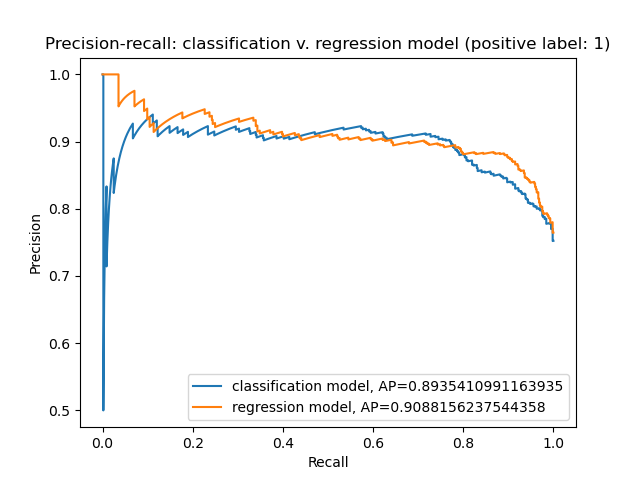 Precision-recall: classification v. regression model (positive label: 1)
1.0
0.9
0.8
0.7
0.6
0.5
Precision
classification model, AP=0.8935410991163935
regression model, AP=0.9088156237544358
0.0 0.2 0.4 0.6 0.8 1.0
Recall